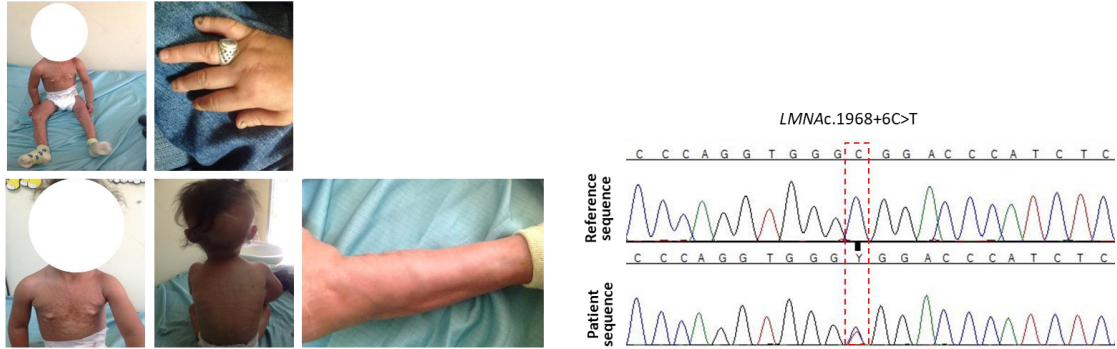 LMNAc.1968+6C>T
C C C A G G T G G G C G G A C C C A T C T C
Reference
sequence
C C C A G G T G G G Y G G A C C C A T C T C
Patient
sequence